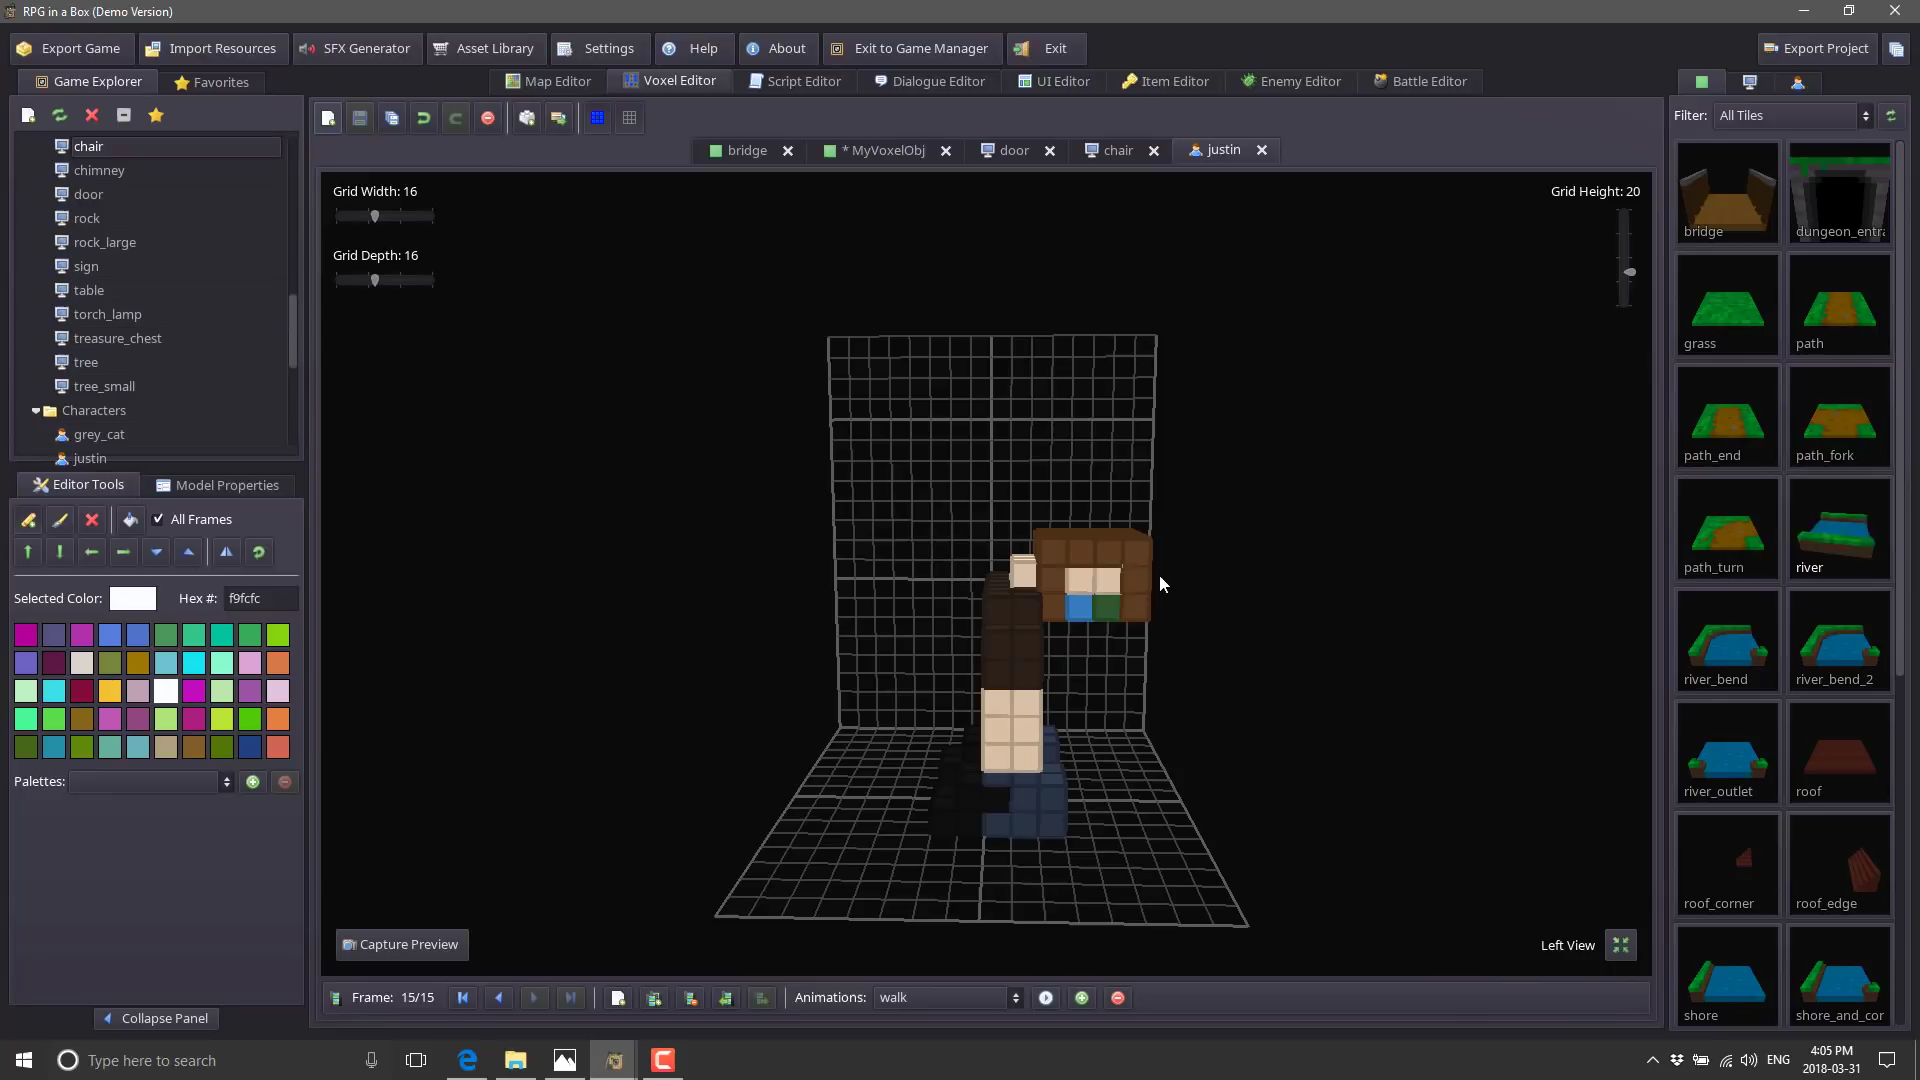 RPG in a Box (Demo Version)
Export Game
Import Resources
SFX Generator
Asset Library
Settings
Help
About
Exit to Game Manager
Exit
Export Project
Game Explorer
Favorites
Map Editor
Voxel Editor
Script Editor
Dialogue Editor
UI Editor
Item Editor
Enemy Editor
Battle Editor
Filter: All Tiles
bridge
* MyVoxelObj
door
chair
justin
chair
chimney
door
rock
rock_large
sign
table
torch_lamp
treasure_chest
tree
tree_small
Characters
grey_cat
justin
Grid Width: 16
Grid Depth: 16
Grid Height: 20
Editor Tools
Model Properties
All Frames
Selected Color:
Hex #: f9fcfc
Palettes:
Collapse Panel
Capture Preview
Left View
Frame: 15/15
Animations: walk
bridge
dungeon_entra
grass
path
path_end
path_fork
path_turn
river
river_bend
river_bend_2
river_outlet
roof
roof_corner
roof_edge
shore
shore_and_cor
Type here to search
ENG
4:05 PM
2018-03-31